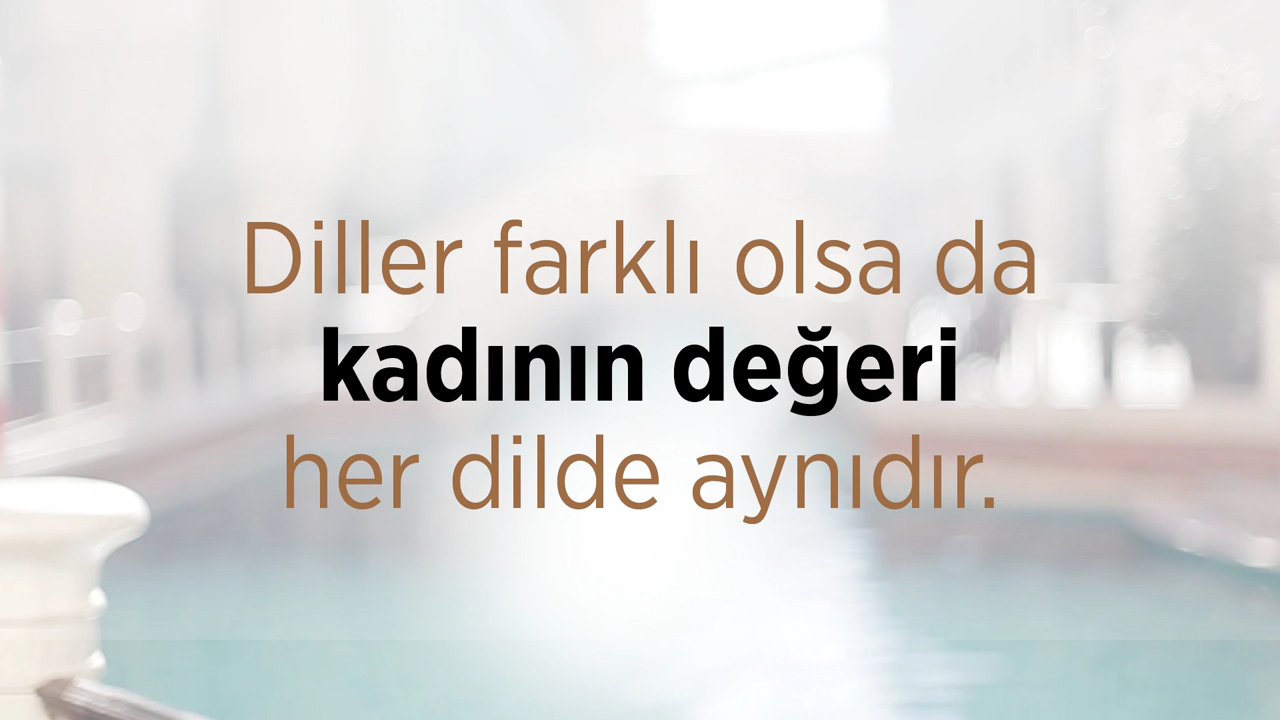 Diller farklı olsa da
kadının değeri
her dilde aynıdır.